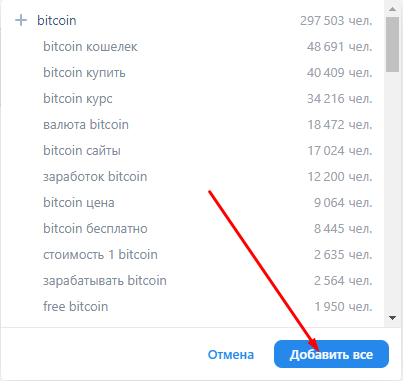 bitcoin 297 503 чел.
bitcoin кошелек 48 691 чел.
bitcoin купить 40 409 чел.
bitcoin курс 34 216 чел.
валюта bitcoin 18 472 чел.
bitcoin сайты 17 024 чел.
заработок bitcoin 12 200 чел.
bitcoin цена 9 064 чел.
bitcoin бесплатно 8 445 чел.
стоимость 1 bitcoin 2 635 чел.
зарабатывать bitcoin 2 564 чел.
free bitcoin 1 950 чел.
Отмена Добавить все